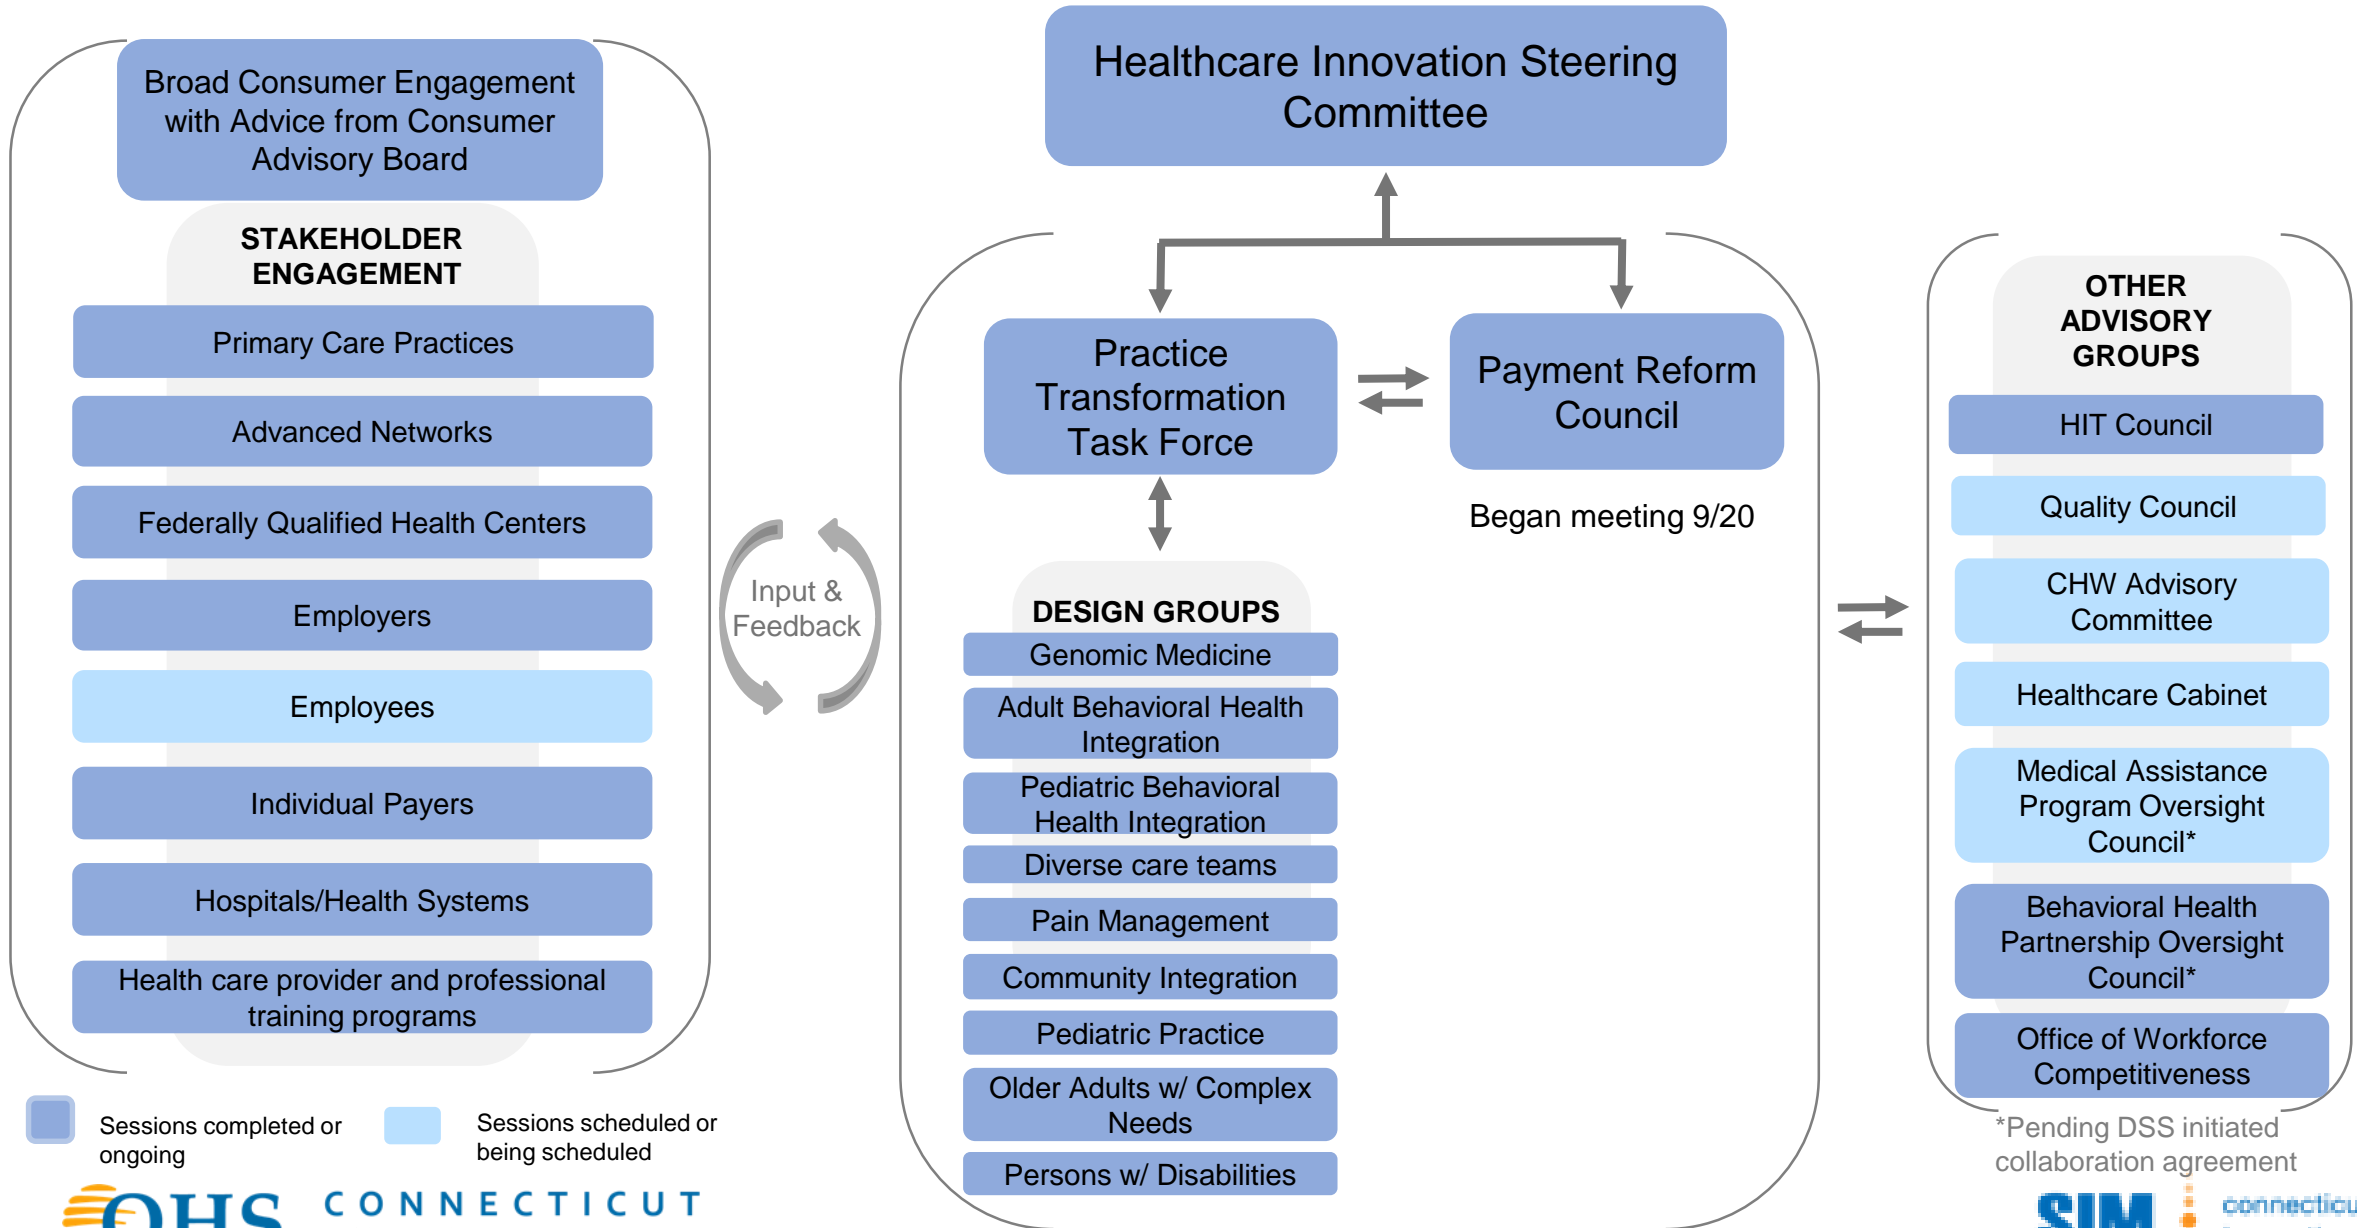 Broad Consumer Engagement
with Advice from Consumer
Advisory Board
STAKEHOLDER
ENGAGEMENT
Primary Care Practices
Advanced Networks
Federally Qualified Health Centers
Employers
Employees
Individual Payers
Hospitals/Health Systems
Health care provider and professional
training programs
Sessions completed or
ongoing
Sessions scheduled or
being scheduled
Input &
Feedback
Healthcare Innovation Steering
Committee
Practice
Transformation
Task Force
Payment Reform
Council
Began meeting 9/20
DESIGN GROUPS
Genomic Medicine
Adult Behavioral Health
Integration
Pediatric Behavioral
Health Integration
Diverse care teams
Pain Management
Community Integration
Pediatric Practice
Older Adults w/ Complex
Needs
Persons w/ Disabilities
OTHER
ADVISORY
GROUPS
HIT Council
Quality Council
CHW Advisory
Committee
Healthcare Cabinet
Medical Assistance
Program Oversight
Council*
Behavioral Health
Partnership Oversight
Council*
Office of Workforce
Competitiveness
*Pending DSS initiated
collaboration agreement
OHS CONNECTICUT
SIM connecticu